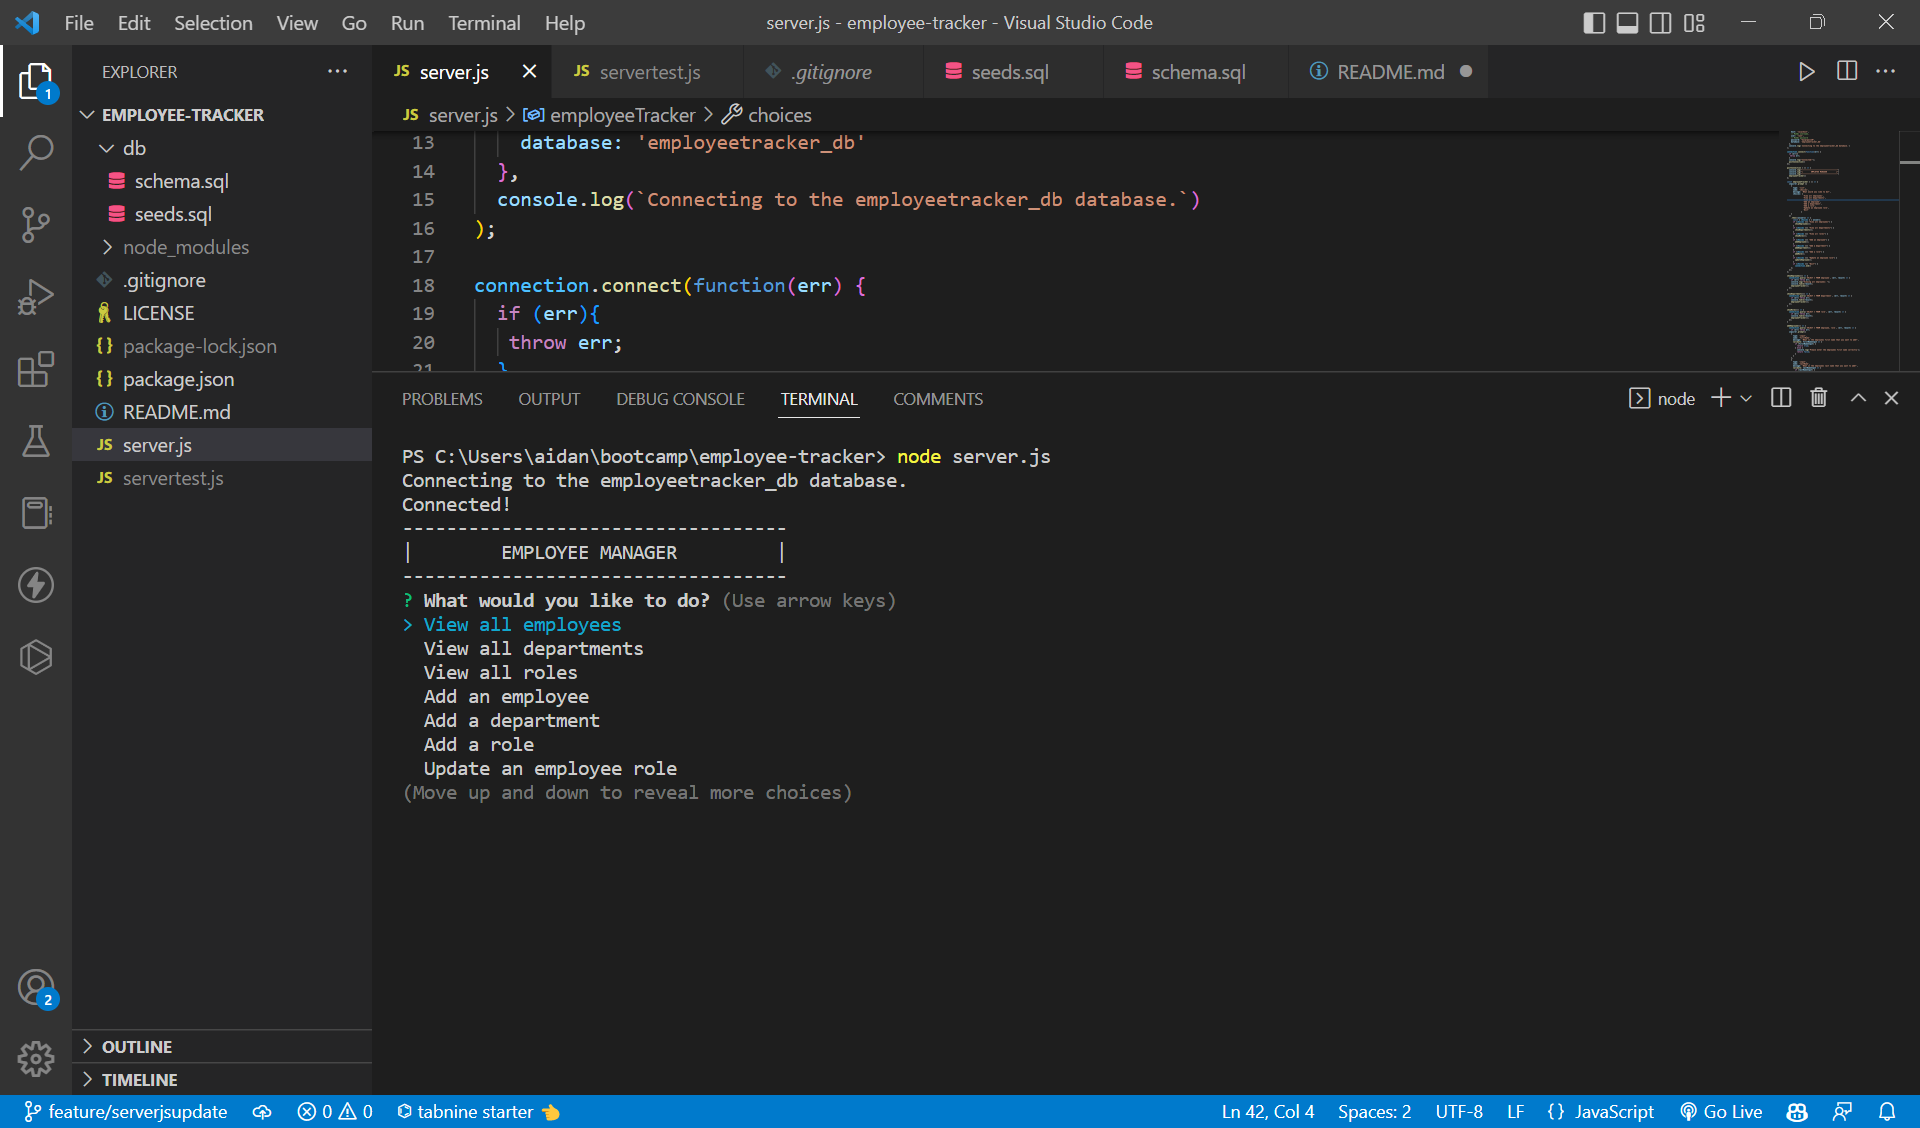 File Edit Selection View Go Run Terminal Help
server.js - employee-tracker - Visual Studio Code
EXPLORER
1
EMPLOYEE-TRACKER
db
schema.sql
seeds.sql
node_modules
.gitignore
LICENSE
{} package-lock.json
{} package.json
README.md
JS server.js
JS servertest.js
2
OUTLINE
TIMELINE
JS server.js
JS servertest.js
.gitignore
seeds.sql
schema.sql
README.md
JS server.js > employeeTracker > choices
13 database: 'employeetracker_db'
14 },
15 console.log(`Connecting to the employeetracker_db database.`)
16 );
17
18 connection.connect(function(err) {
19 if (err){
20 throw err;
21 }
PROBLEMS OUTPUT DEBUG CONSOLE TERMINAL COMMENTS
node
PS C:\Users\aidan\bootcamp\employee-tracker> node server.js
Connecting to the employeetracker_db database.
Connected!
-----------------------------------
| EMPLOYEE MANAGER |
-----------------------------------
? What would you like to do? (Use arrow keys)
> View all employees
View all departments
View all roles
Add an employee
Add a department
Add a role
Update an employee role
(Move up and down to reveal more choices)
feature/serverjsupdate 0 0 tabnine starter Ln 42, Col 4 Spaces: 2 UTF-8 LF {} JavaScript Go Live